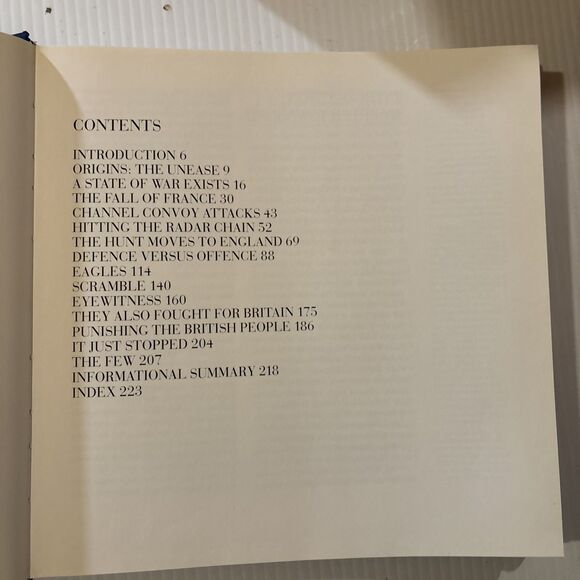 CONTENTS
INTRODUCTION 6
ORIGINS: THE UNEASE 9
A STATE OF WAR EXISTS 16
THE FALL OF FRANCE 30
CHANNEL CONVOY ATTACKS 43
HITTING THE RADAR CHAIN 52
THE HUNT MOVES TO ENGLAND 69
DEFENCE VERSUS OFFENCE 88
EAGLES 114
SCRAMBLE 140
EYEWITNESS 160
THEY ALSO FOUGHT FOR BRITAIN 175
PUNISHING THE BRITISH PEOPLE 186
IT JUST STOPPED 204
THE FEW 207
INFORMATIONAL SUMMARY 218
INDEX 223